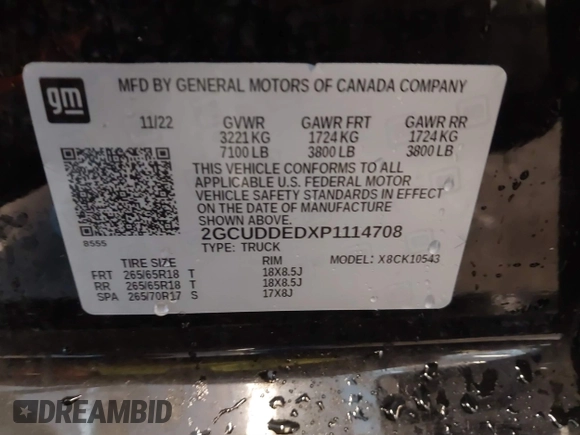 gm
MFD BY GENERAL MOTORS OF CANADA COMPANY
11/22 GVWR GAWR FRT GAWR RR
3221 KG 1724 KG 1724 KG
7100 LB 3800 LB 3800 LB
THIS VEHICLE CONFORMS TO ALL
APPLICABLE U.S. FEDERAL MOTOR
VEHICLE SAFETY STANDARDS IN EFFECT
ON THE DATE OF MANUFACTURE
SHOWN ABOVE.
8555
2GCUDDEDXP1114708
TYPE: TRUCK MODEL: X8CK10543
TIRE SIZE RIM
FRT 265/65R18 T 18X8.5J
RR 265/65R18 T 18X8.5J
SPA 265/70R17 S 17X8J
DREAMBID